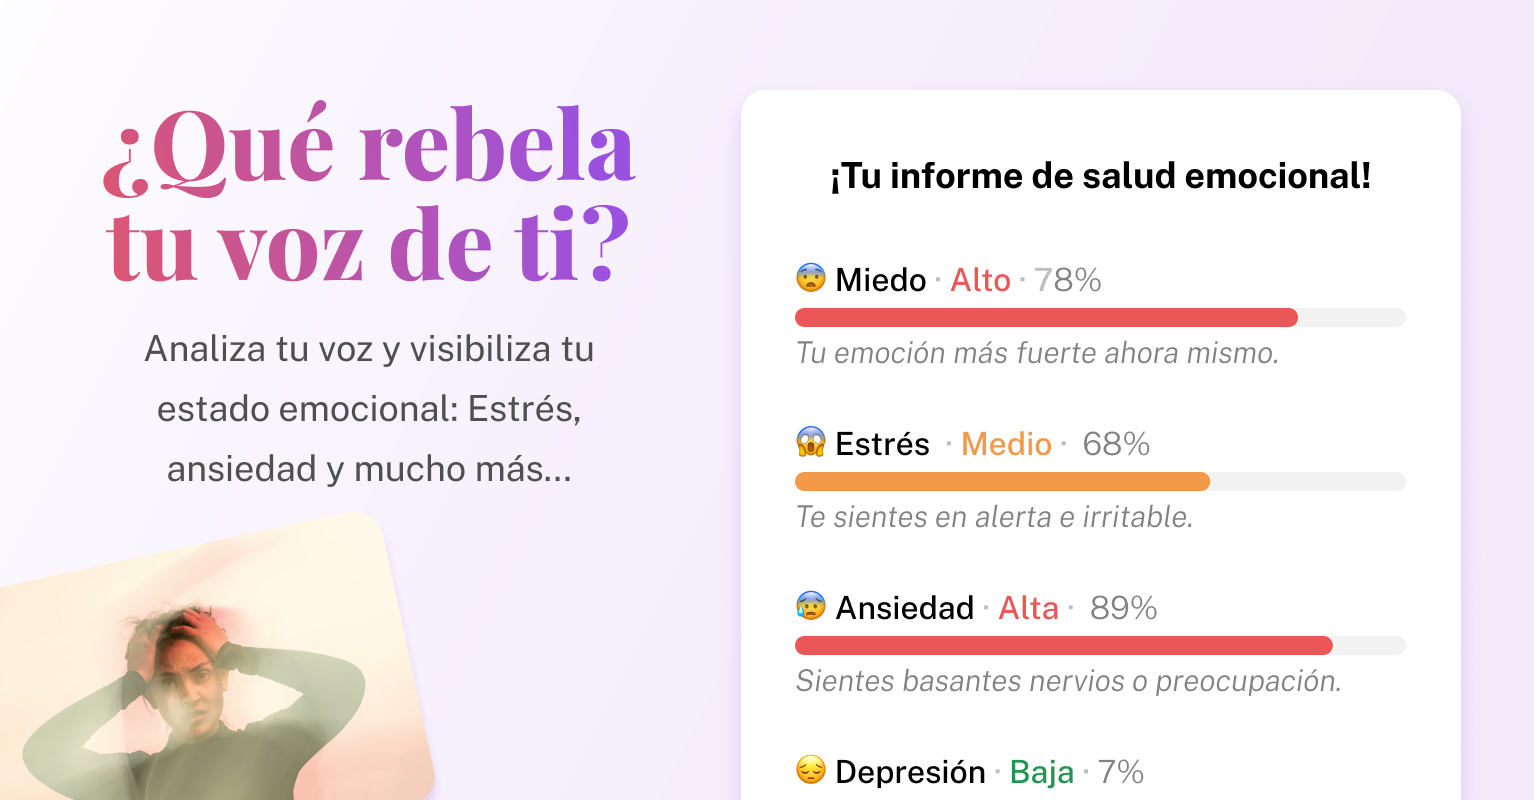 ¿Qué rebela
tu voz de ti?
Analiza tu voz y visibiliza tu
estado emocional: Estrés,
ansiedad y mucho más...
¡Tu informe de salud emocional!
😨 Miedo · Alto · 78%
Tu emoción más fuerte ahora mismo.
😱 Estrés · Medio · 68%
Te sientes en alerta e irritable.
😰 Ansiedad · Alta · 89%
Sientes basantes nervios o preocupación.
😔 Depresión · Baja · 7%